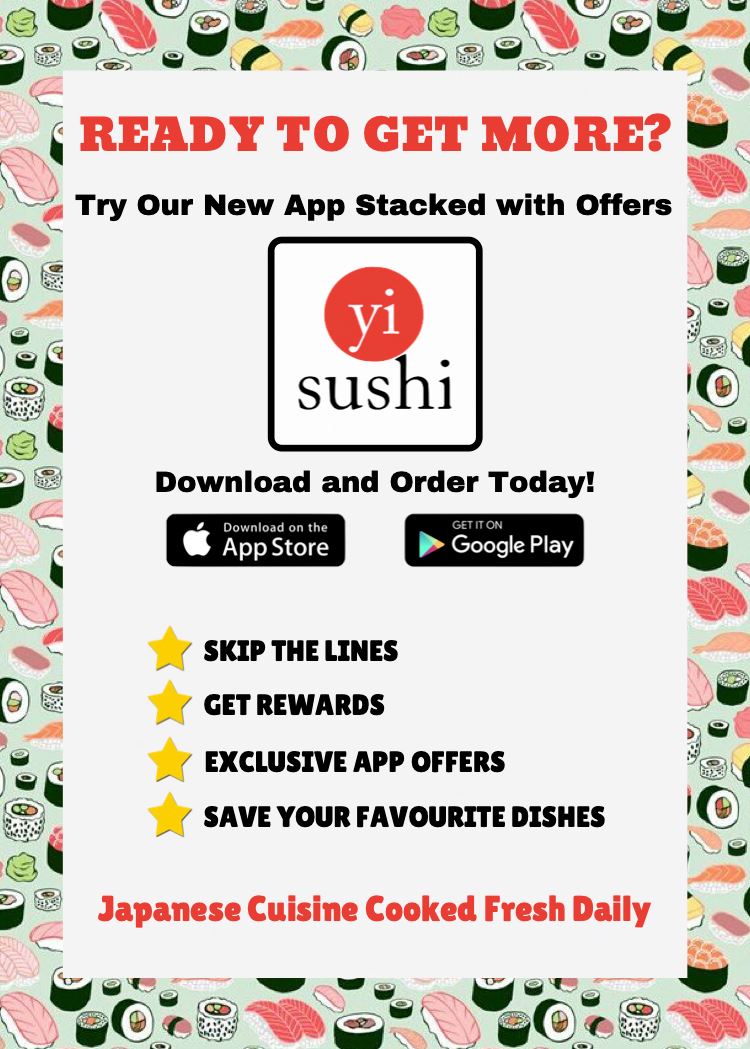 READY TO GET MORE?
Try Our New App Stacked with Offers
yi
sushi
Download and Order Today!
Download on the
App Store
GET IT ON
Google Play
SKIP THE LINES
GET REWARDS
EXCLUSIVE APP OFFERS
SAVE YOUR FAVOURITE DISHES
Japanese Cuisine Cooked Fresh Daily